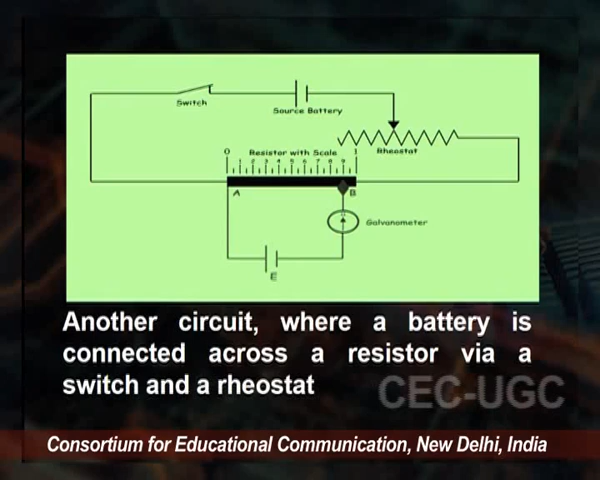 Switch
Source Battery
0 Resistor with Scale 1
Rheostat
1 2 3 4 5 6 7 8 9
A B
Galvanometer
E
Another circuit, where a battery is
connected across a resistor via a
switch and a rheostat
CEC-UGC
Consortium for Educational Communication, New Delhi, India